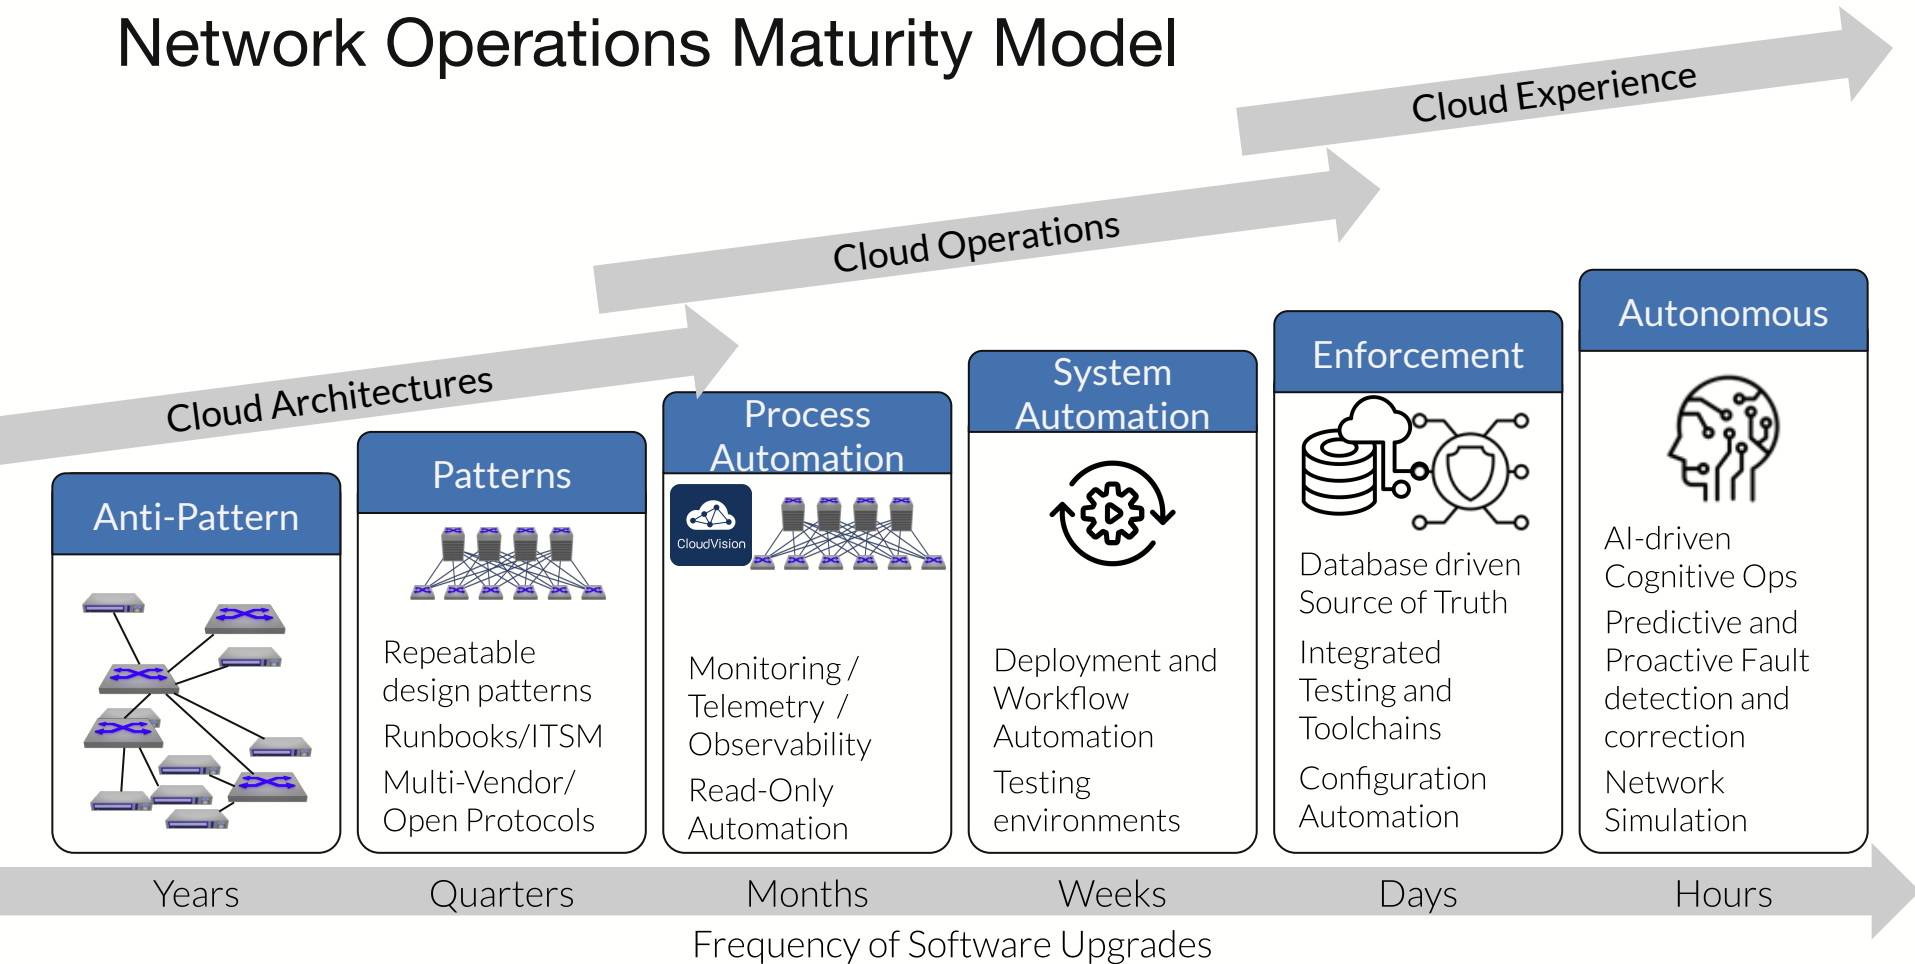 Network Operations Maturity Model
Cloud Experience
Cloud Operations
Cloud Architectures
Anti-Pattern
Patterns
Repeatable
design patterns
Runbooks/ITSM
Multi-Vendor/
Open Protocols
Process
Automation
CloudVision
Monitoring /
Telemetry /
Observability
Read-Only
Automation
System
Automation
Deployment and
Workflow
Automation
Testing
environments
Enforcement
Database driven
Source of Truth
Integrated
Testing and
Toolchains
Configuration
Automation
Autonomous
AI-driven
Cognitive Ops
Predictive and
Proactive Fault
detection and
correction
Network
Simulation
Years
Quarters
Months
Weeks
Days
Hours
Frequency of Software Upgrades